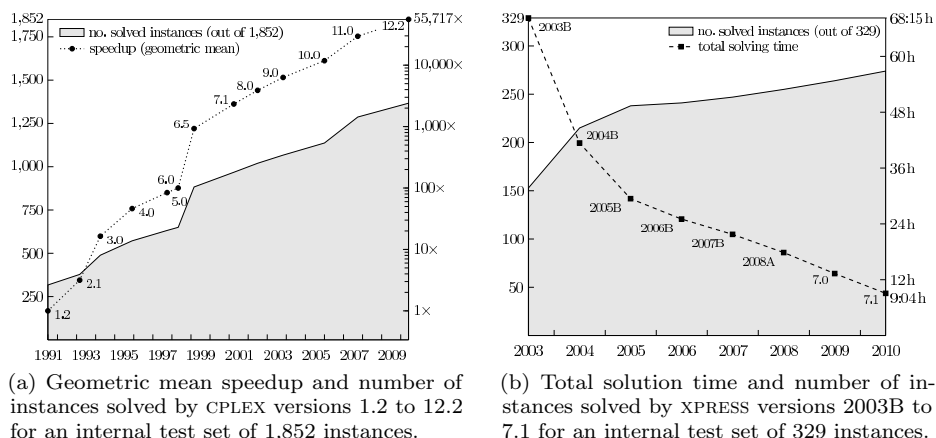 1,852
1,750
1,500
1,250
1,000
750
500
250
no. solved instances (out of 1,852)
speedup (geometric mean)
1.2
2.1
3.0
4.0
5.0
6.0
6.5
7.1
8.0
9.0
10.0
11.0
12.2
55,717×
10,000×
1,000×
100×
10×
1×
1991 1993 1995 1997 1999 2001 2003 2005 2007 2009
(a) Geometric mean speedup and number of
instances solved by CPLEX versions 1.2 to 12.2
for an internal test set of 1,852 instances.
329
300
250
200
150
100
50
no. solved instances (out of 329)
total solving time
2003B
2004B
2005B
2006B
2007B
2008A
7.0
7.1
68:15h
60h
48h
36h
24h
12h
9:04h
2003 2004 2005 2006 2007 2008 2009 2010
(b) Total solution time and number of in-
stances solved by XPRESS versions 2003B to
7.1 for an internal test set of 329 instances.